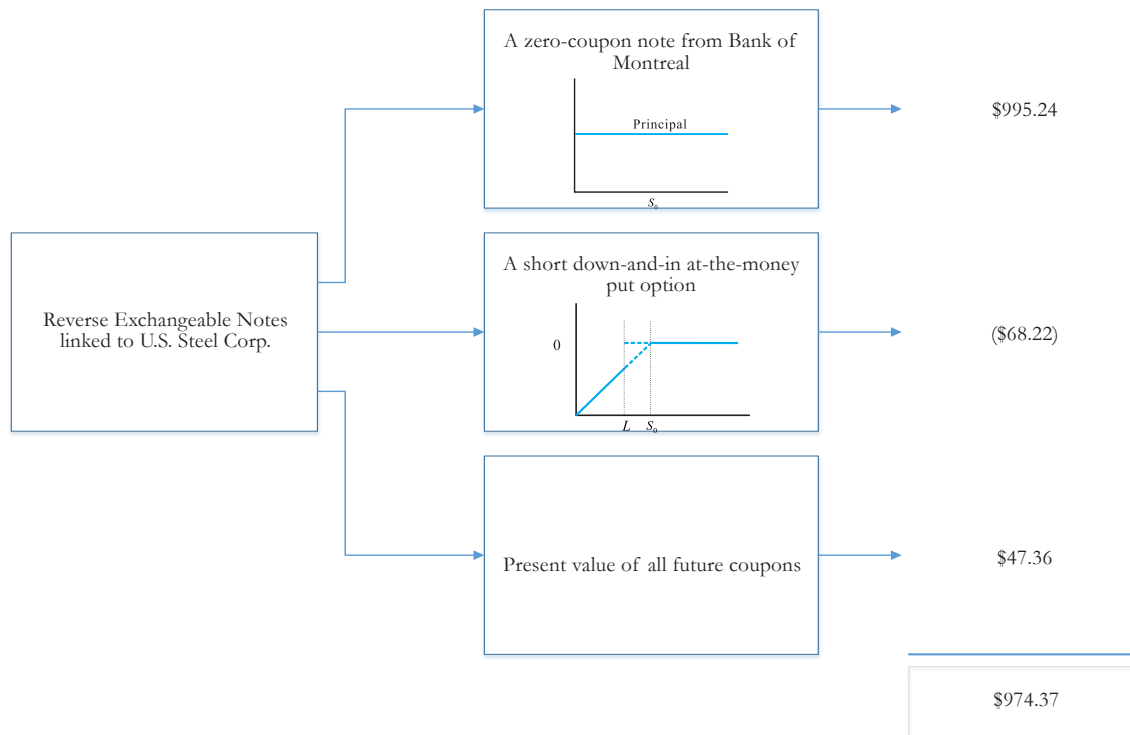 A zero-coupon note from Bank of
Montreal
Principal
S₀
$995.24
Reverse Exchangeable Notes
linked to U.S. Steel Corp.
A short down-and-in at-the-money
put option
0
L S₀
($68.22)
Present value of all future coupons
$47.36
$974.37